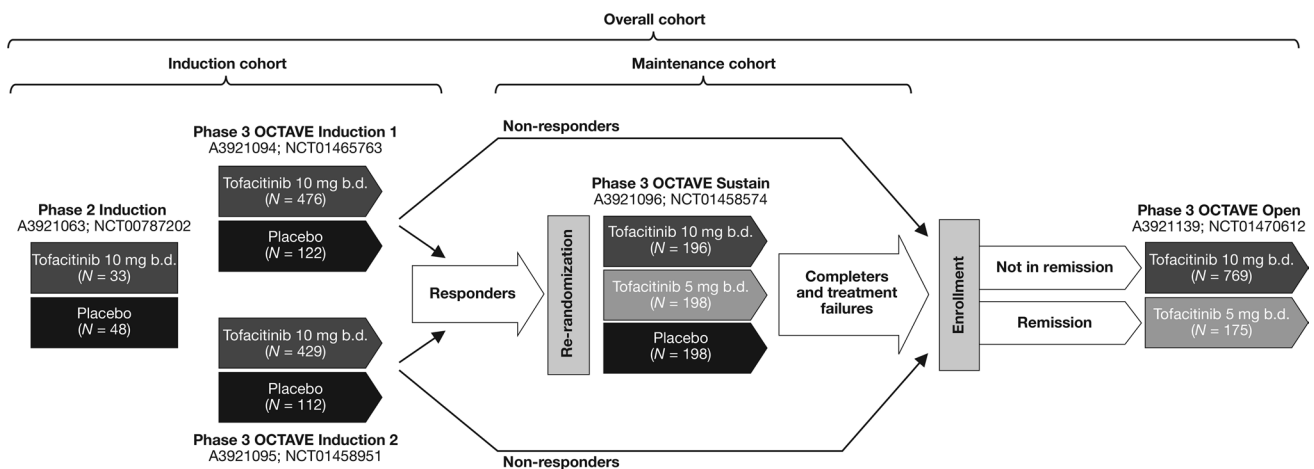 Overall cohort
Induction cohort
Maintenance cohort
Phase 2 Induction
A3921063; NCT00787202
Tofacitinib 10 mg b.d.
(N = 33)
Placebo
(N = 48)
Phase 3 OCTAVE Induction 1
A3921094; NCT01465763
Tofacitinib 10 mg b.d.
(N = 476)
Placebo
(N = 122)
Tofacitinib 10 mg b.d.
(N = 429)
Placebo
(N = 112)
Phase 3 OCTAVE Induction 2
A3921095; NCT01458951
Non-responders
Responders
Non-responders
Re-randomization
Phase 3 OCTAVE Sustain
A3921096; NCT01458574
Tofacitinib 10 mg b.d.
(N = 196)
Tofacitinib 5 mg b.d.
(N = 198)
Placebo
(N = 198)
Completers
and treatment
failures
Enrollment
Not in remission
Remission
Phase 3 OCTAVE Open
A3921139; NCT01470612
Tofacitinib 10 mg b.d.
(N = 769)
Tofacitinib 5 mg b.d.
(N = 175)